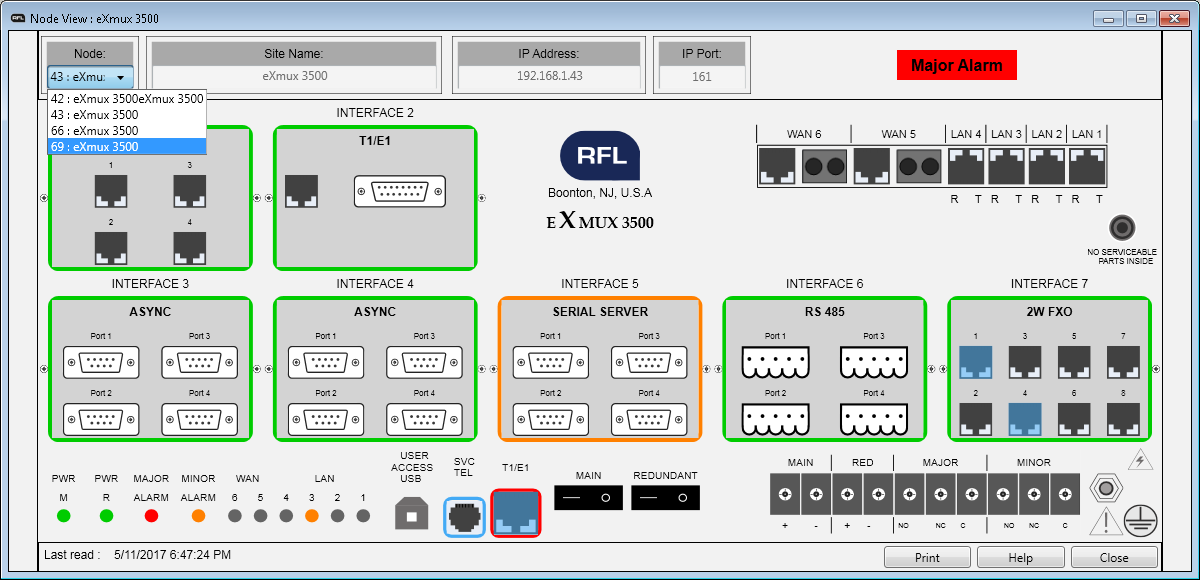 RFL Node View : eXmux 3500
Node:
Site Name:
IP Address:
IP Port:
43 : eXmu:
eXmux 3500
192.168.1.43
161
Major Alarm
42 : eXmux 3500eXmux 3500
43 : eXmux 3500
66 : eXmux 3500
69 : eXmux 3500
INTERFACE 2
T1/E1
1 3
2 4
RFL
Boonton, NJ, U.S.A
EXMUX 3500
WAN 6 WAN 5 LAN 4 LAN 3 LAN 2 LAN 1
R T R T R T R T
NO SERVICEABLE
PARTS INSIDE
INTERFACE 3
ASYNC
Port 1 Port 3
Port 2 Port 4
INTERFACE 4
ASYNC
Port 1 Port 3
Port 2 Port 4
INTERFACE 5
SERIAL SERVER
Port 1 Port 3
Port 2 Port 4
INTERFACE 6
RS 485
Port 1 Port 3
Port 2 Port 4
INTERFACE 7
2W FXO
1 3 5 7
2 4 6 8
PWR PWR MAJOR MINOR WAN LAN
M R ALARM ALARM 6 5 4 3 2 1
USER
ACCESS
USB
SVC
TEL
T1/E1
MAIN
REDUNDANT
MAIN RED MAJOR MINOR
+ - + - NO NC C NO NC C
Last read : 5/11/2017 6:47:24 PM
Print
Help
Close